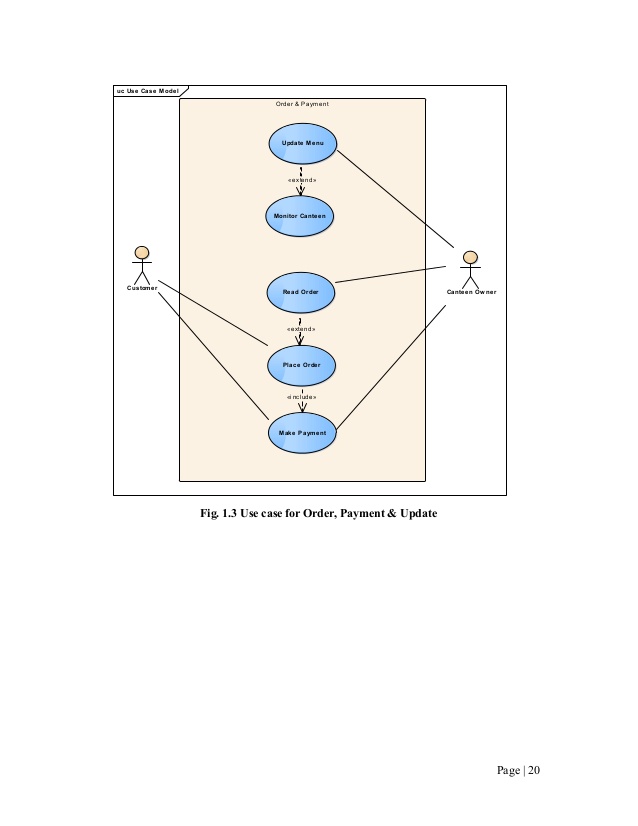 uc Use Case Model
Order & Payment
Update Menu
«extend»
Monitor Canteen
Customer
Canteen Owner
Read Order
«extend»
Place Order
«include»
Make Payment
Fig. 1.3 Use case for Order, Payment & Update
Page | 20